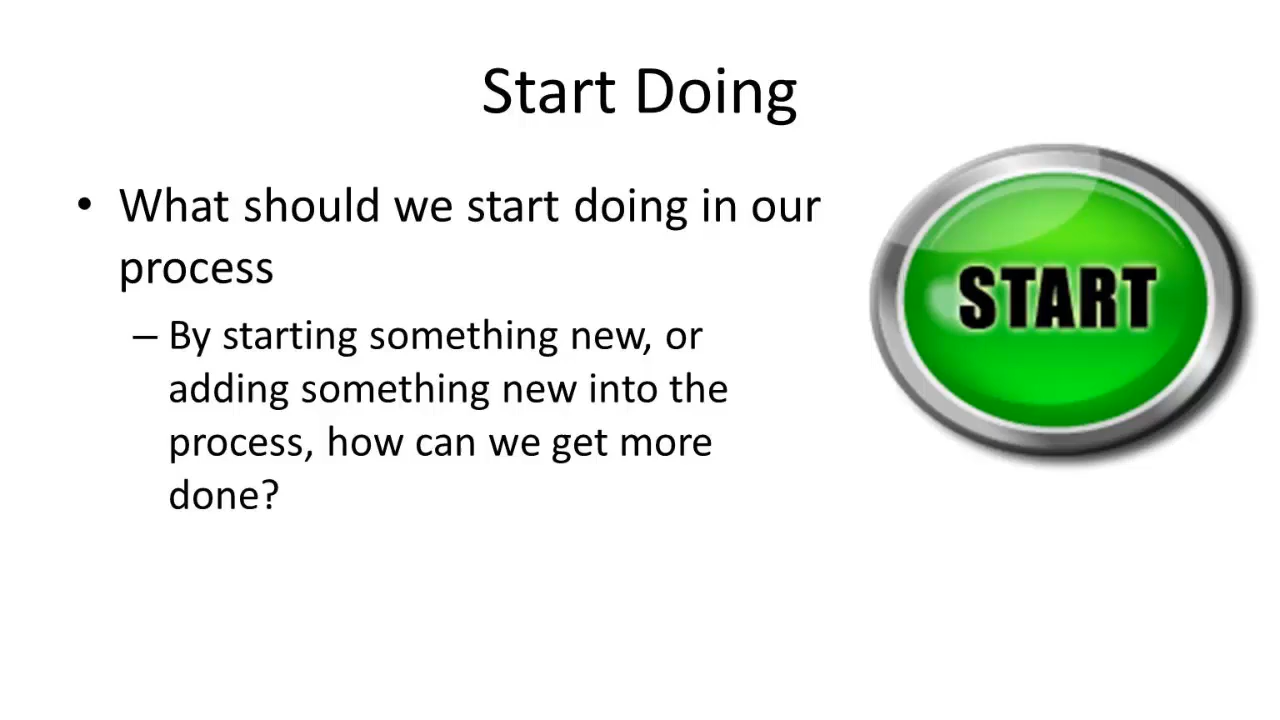 Start Doing
• What should we start doing in our
process
– By starting something new, or
adding something new into the
process, how can we get more
done?
START